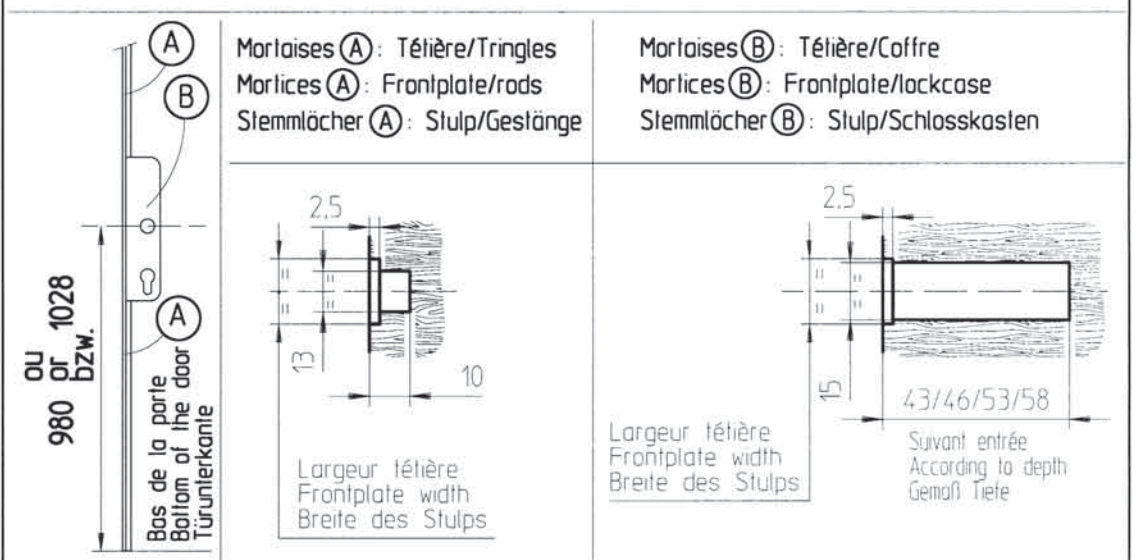 A
B
A
980 ou or bzw. 1028
Bas de la porte
Bottom of the door
Türunterkante
Mortaises A : Têtière/Tringles
Mortices A : Frontplate/rods
Stemmlöcher A : Stulp/Gestänge
2,5
13
10
Largeur têtière
Frontplate width
Breite des Stulps
Mortaises B : Têtière/Coffre
Mortices B : Frontplate/lockcase
Stemmlöcher B : Stulp/Schlosskasten
2,5
15
43/46/53/58
Largeur têtière
Frontplate width
Breite des Stulps
Suivant entrée
According to depth
Gemäß Tiefe